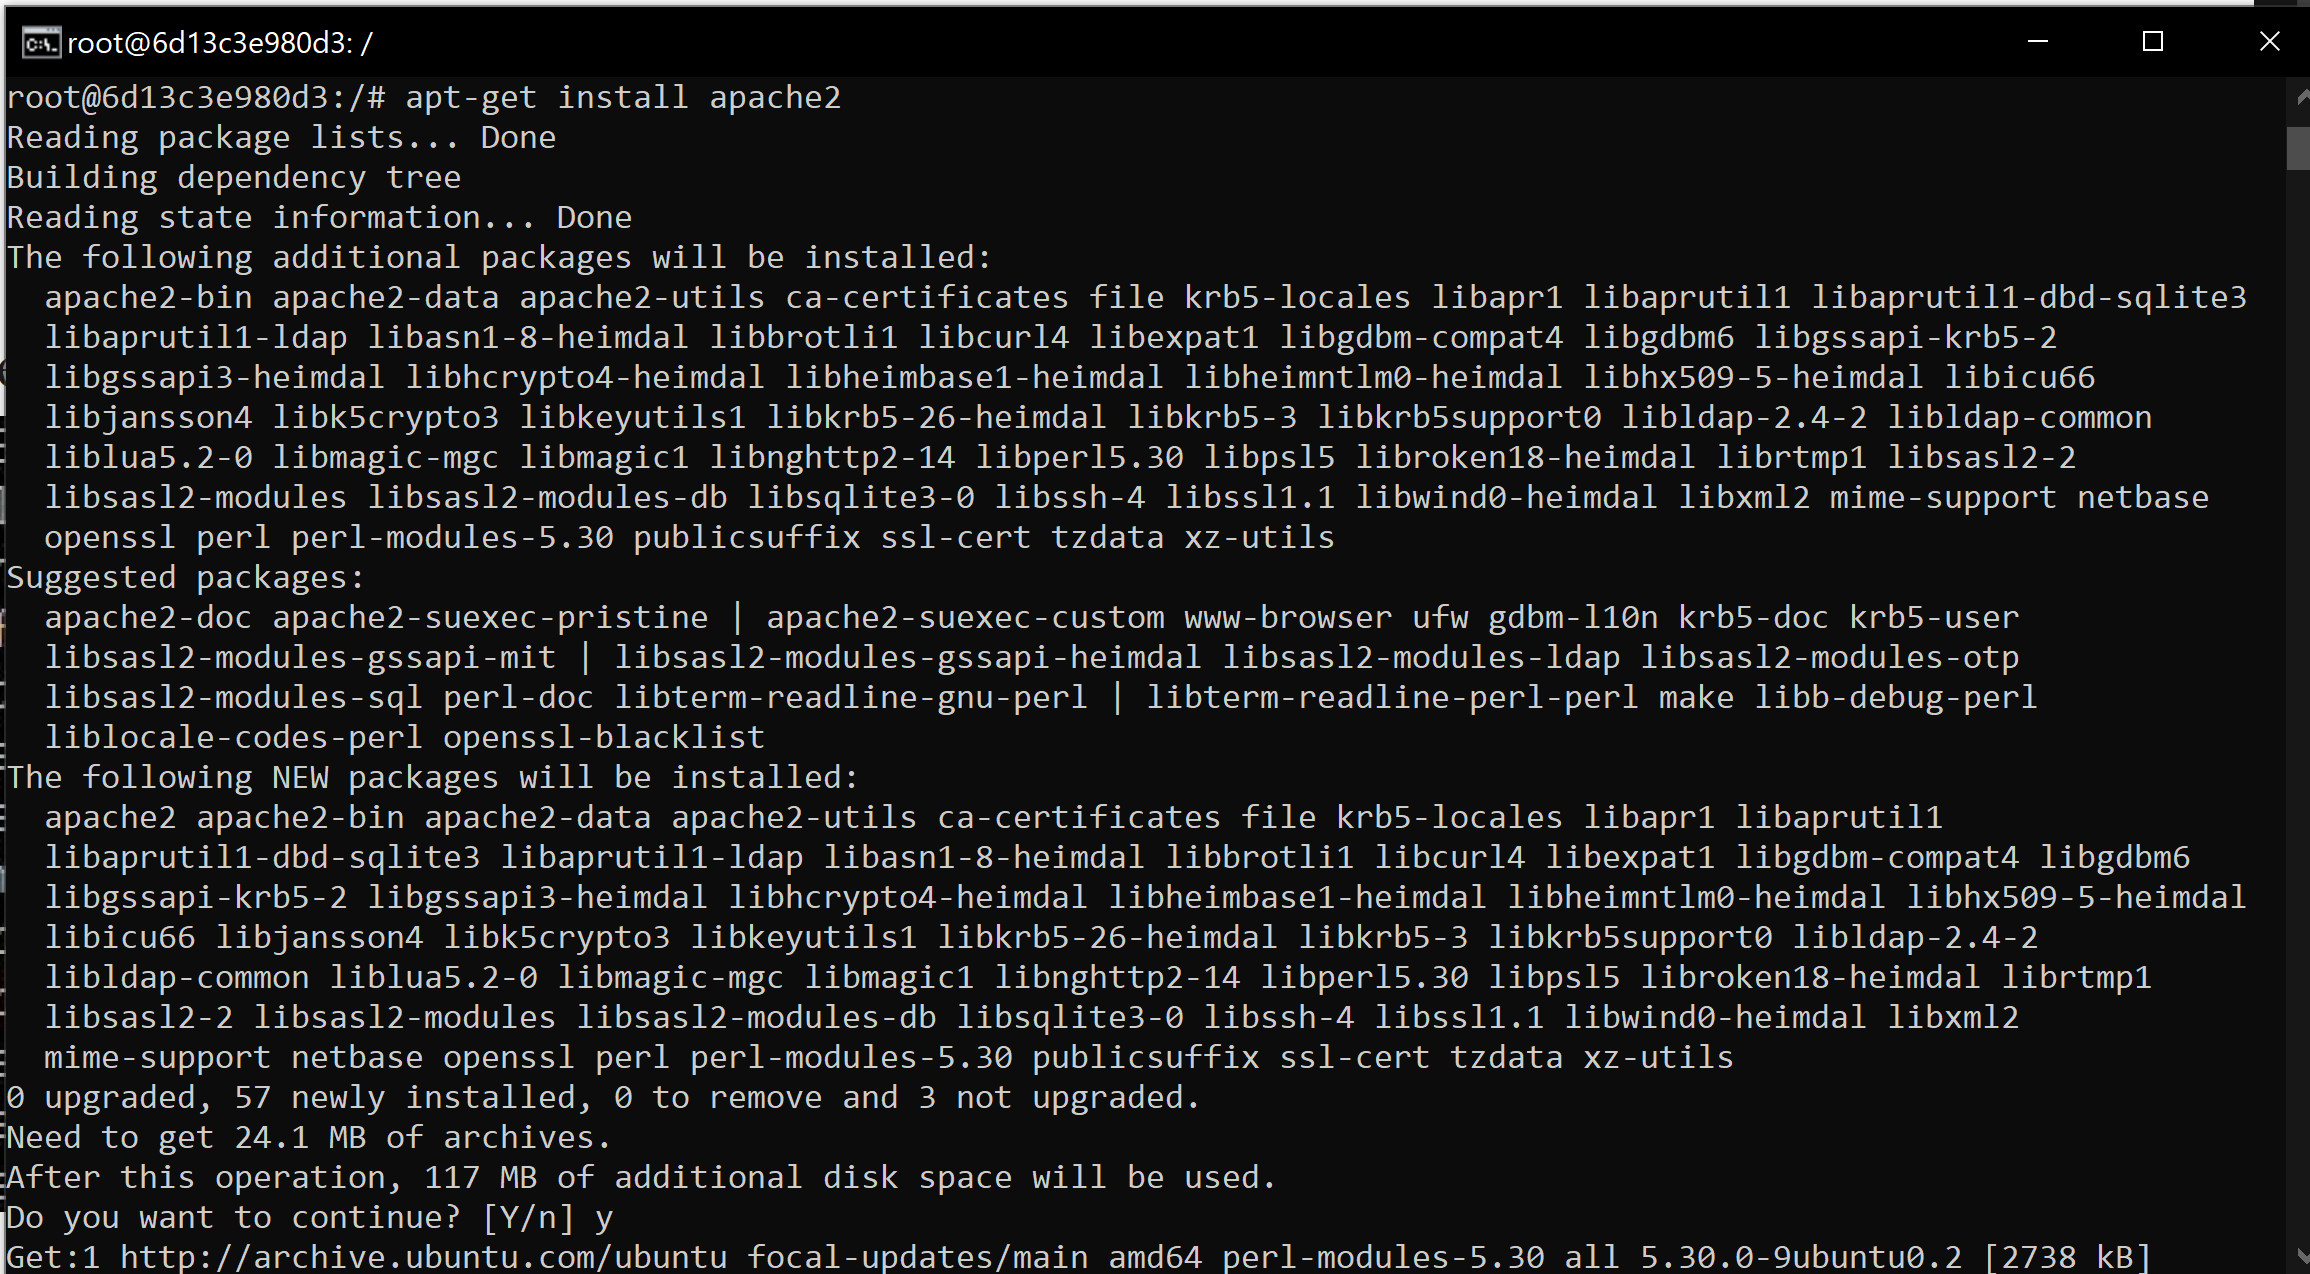 root@6d13c3e980d3: /
root@6d13c3e980d3:/# apt-get install apache2
Reading package lists... Done
Building dependency tree
Reading state information... Done
The following additional packages will be installed:
  apache2-bin apache2-data apache2-utils ca-certificates file krb5-locales libapr1 libaprutil1 libaprutil1-dbd-sqlite3
  libaprutil1-ldap libasn1-8-heimdal libbrotli1 libcurl4 libexpat1 libgdbm-compat4 libgdbm6 libgssapi-krb5-2
  libgssapi3-heimdal libhcrypto4-heimdal libheimbase1-heimdal libheimntlm0-heimdal libhx509-5-heimdal libicu66
  libjansson4 libk5crypto3 libkeyutils1 libkrb5-26-heimdal libkrb5-3 libkrb5support0 libldap-2.4-2 libldap-common
  liblua5.2-0 libmagic-mgc libmagic1 libnghttp2-14 libperl5.30 libpsl5 libroken18-heimdal librtmp1 libsasl2-2
  libsasl2-modules libsasl2-modules-db libsqlite3-0 libssh-4 libssl1.1 libwind0-heimdal libxml2 mime-support netbase
  openssl perl perl-modules-5.30 publicsuffix ssl-cert tzdata xz-utils
Suggested packages:
  apache2-doc apache2-suexec-pristine | apache2-suexec-custom www-browser ufw gdbm-l10n krb5-doc krb5-user
  libsasl2-modules-gssapi-mit | libsasl2-modules-gssapi-heimdal libsasl2-modules-ldap libsasl2-modules-otp
  libsasl2-modules-sql perl-doc libterm-readline-gnu-perl | libterm-readline-perl-perl make libb-debug-perl
  liblocale-codes-perl openssl-blacklist
The following NEW packages will be installed:
  apache2 apache2-bin apache2-data apache2-utils ca-certificates file krb5-locales libapr1 libaprutil1
  libaprutil1-dbd-sqlite3 libaprutil1-ldap libasn1-8-heimdal libbrotli1 libcurl4 libexpat1 libgdbm-compat4 libgdbm6
  libgssapi-krb5-2 libgssapi3-heimdal libhcrypto4-heimdal libheimbase1-heimdal libheimntlm0-heimdal libhx509-5-heimdal
  libicu66 libjansson4 libk5crypto3 libkeyutils1 libkrb5-26-heimdal libkrb5-3 libkrb5support0 libldap-2.4-2
  libldap-common liblua5.2-0 libmagic-mgc libmagic1 libnghttp2-14 libperl5.30 libpsl5 libroken18-heimdal librtmp1
  libsasl2-2 libsasl2-modules libsasl2-modules-db libsqlite3-0 libssh-4 libssl1.1 libwind0-heimdal libxml2
  mime-support netbase openssl perl perl-modules-5.30 publicsuffix ssl-cert tzdata xz-utils
0 upgraded, 57 newly installed, 0 to remove and 3 not upgraded.
Need to get 24.1 MB of archives.
After this operation, 117 MB of additional disk space will be used.
Do you want to continue? [Y/n] y
Get:1 http://archive.ubuntu.com/ubuntu focal-updates/main amd64 perl-modules-5.30 all 5.30.0-9ubuntu0.2 [2738 kB]